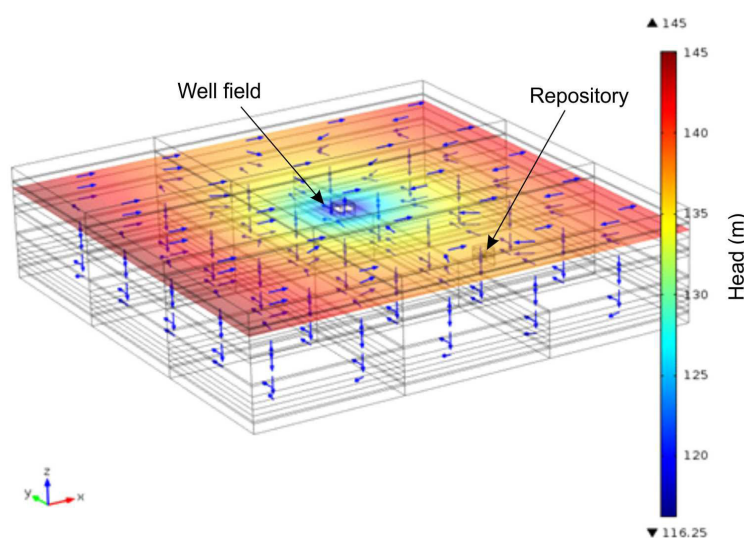 ▲ 145
Well field
Repository
145
140
135
130
125
120
▼ 116.25
Head (m)
z
y
x